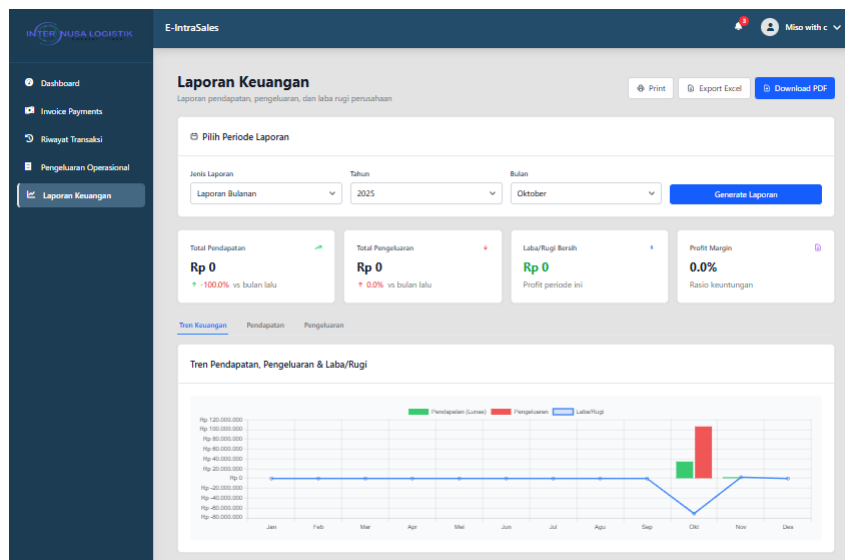 INTER NUSA LOGISTIK
E-IntraSales
3
Miso with c
Dashboard
Invoice Payments
Riwayat Transaksi
Pengeluaran Operasional
Laporan Keuangan
Laporan Keuangan
Laporan pendapatan, pengeluaran, dan laba rugi perusahaan
Print
Export Excel
Download PDF
Pilih Periode Laporan
Jenis Laporan
Tahun
Bulan
Laporan Bulanan
2025
Oktober
Generate Laporan
Total Pendapatan
Rp 0
-100.0% vs bulan lalu
Total Pengeluaran
Rp 0
0.0% vs bulan lalu
Laba/Rugi Bersih
Rp 0
Profit periode ini
Profit Margin
0.0%
Rasio keuntungan
Tren Keuangan
Pendapatan
Pengeluaran
Tren Pendapatan, Pengeluaran & Laba/Rugi
Pendapatan (Lunas) Pengeluaran Laba/Rugi
Rp 120.000.000
Rp 100.000.000
Rp 80.000.000
Rp 60.000.000
Rp 40.000.000
Rp 20.000.000
Rp 0
Rp -20.000.000
Rp -40.000.000
Rp -60.000.000
Rp -80.000.000
Jan Feb Mar Apr Mei Jun Jul Agu Sep Okt Nov Des